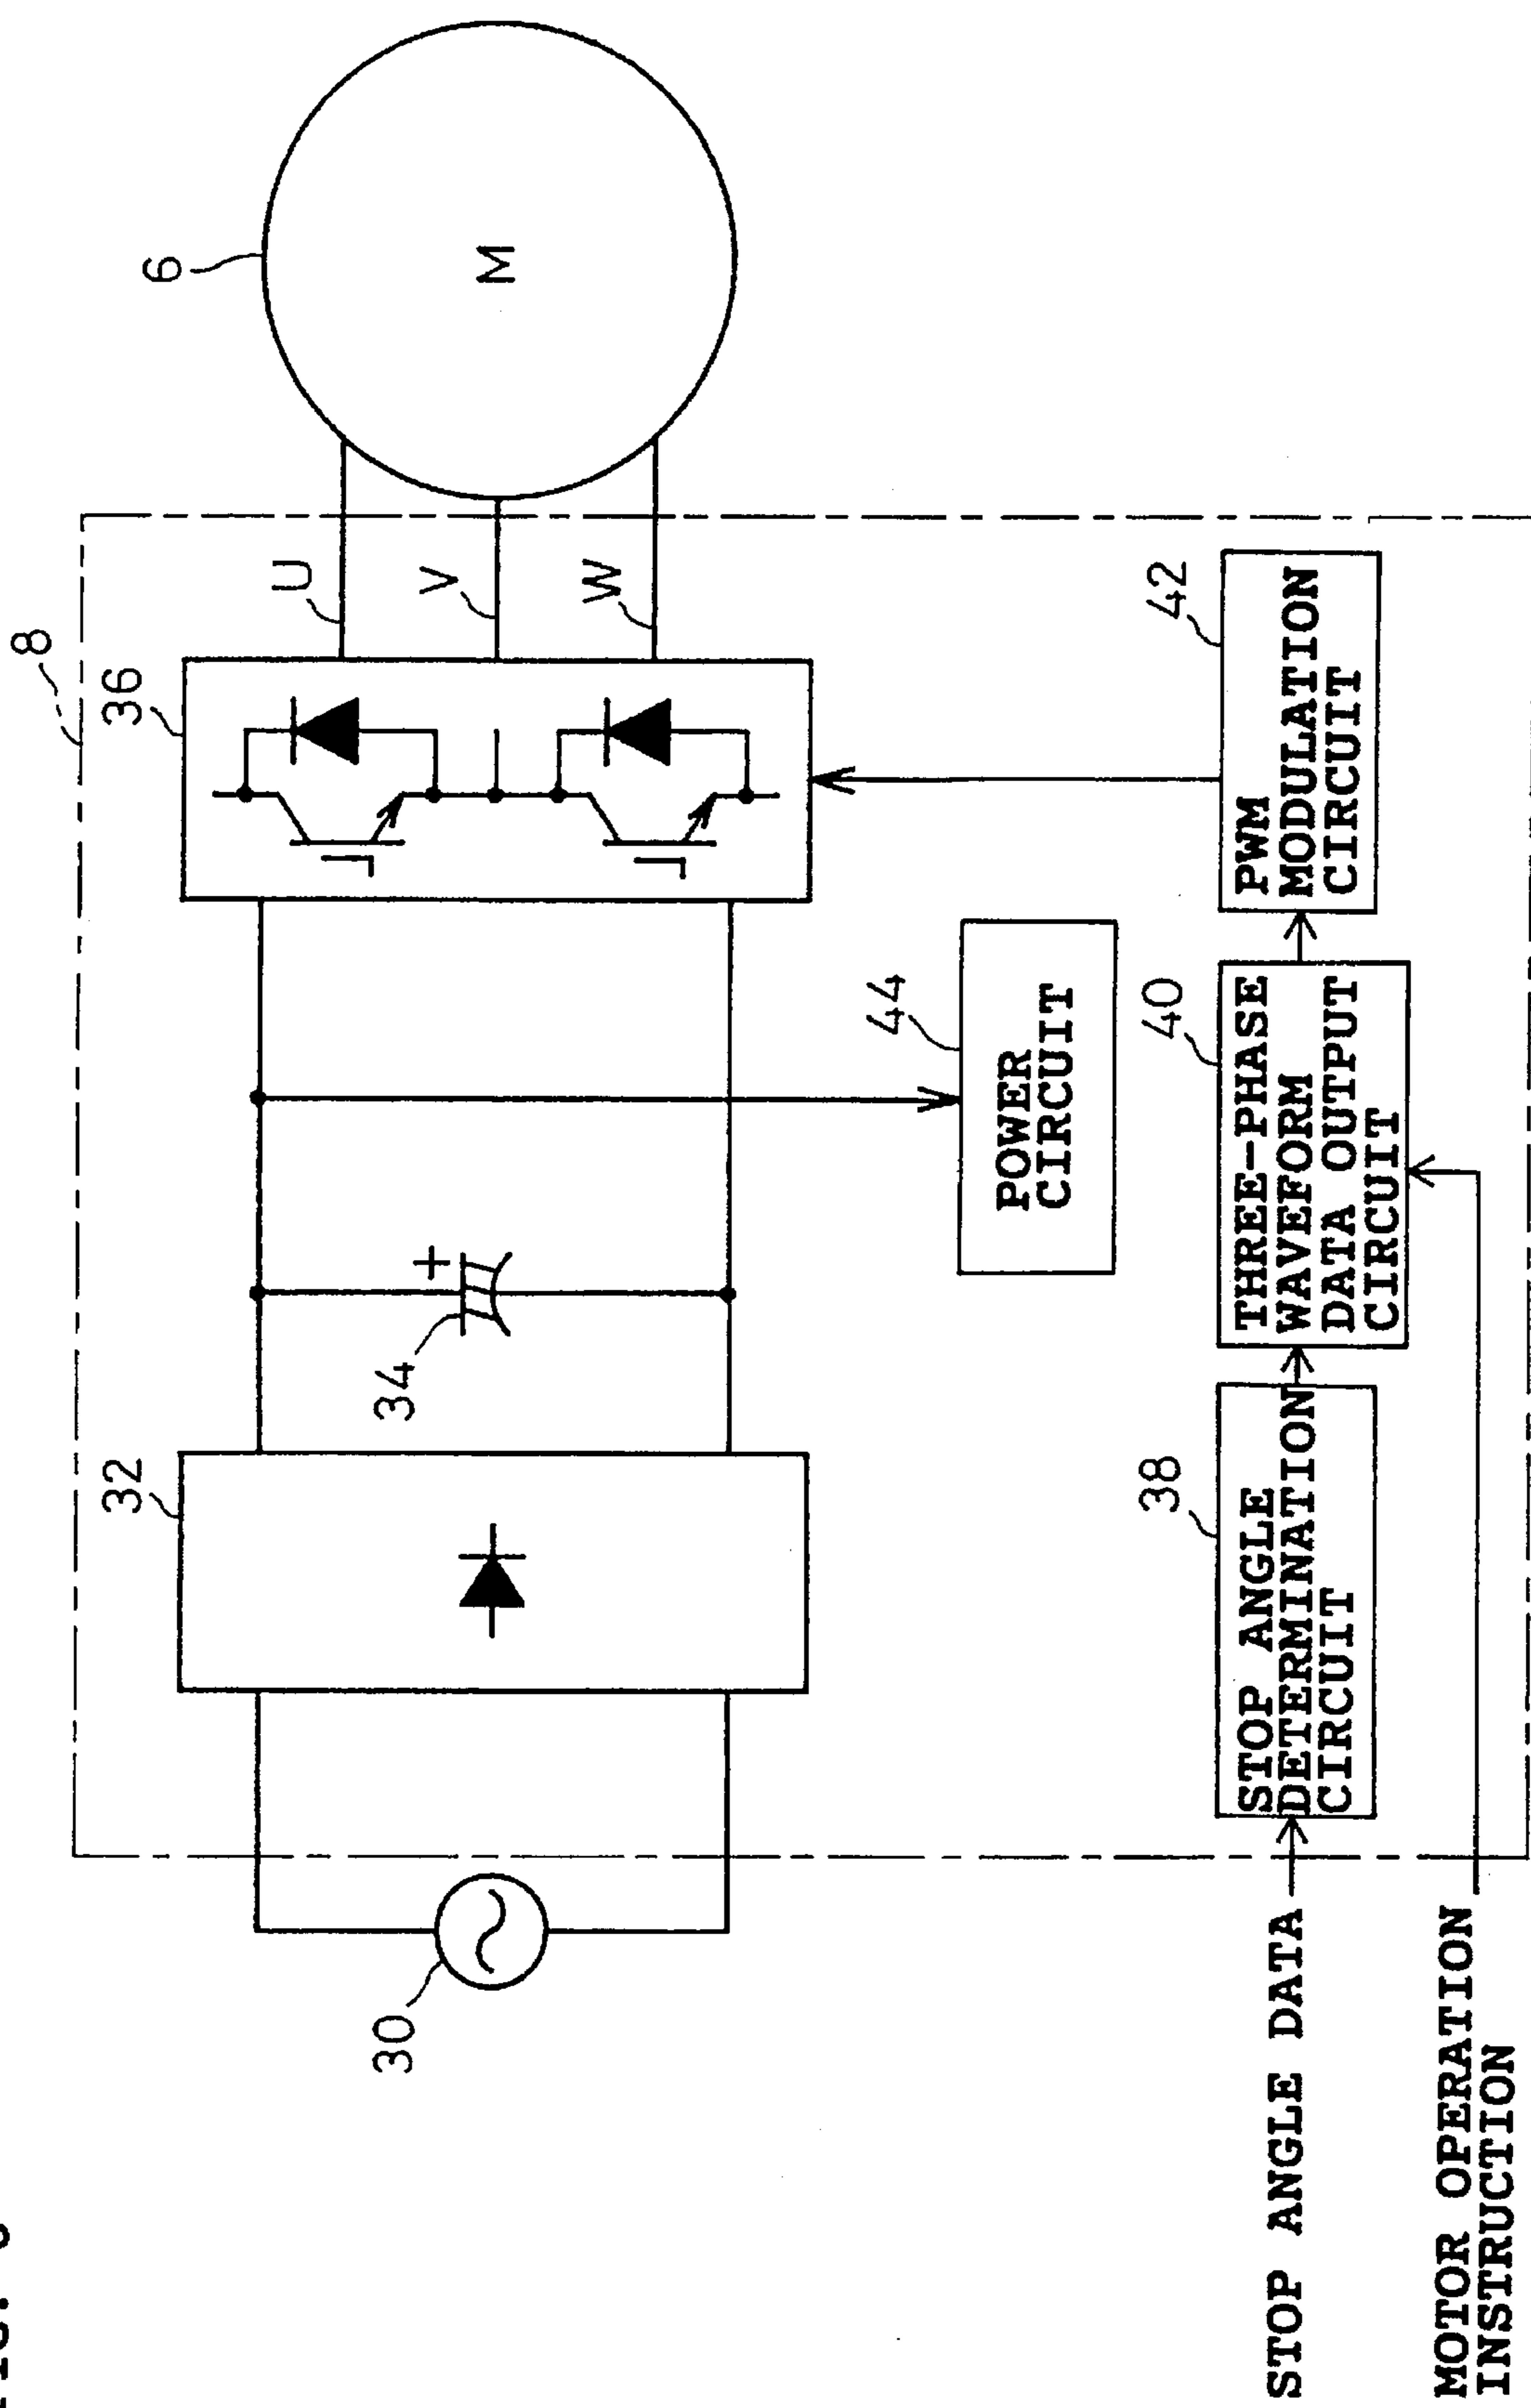 8
6
36
U
V
W
32
34
+
M
30
44
POWER
CIRCUIT
38
STOP ANGLE
DETERMINATION
CIRCUIT
40
THREE-PHASE
WAVEFORM
DATA OUTPUT
CIRCUIT
42
PWM
MODULATION
CIRCUIT
STOP ANGLE DATA
MOTOR OPERATION
INSTRUCTION